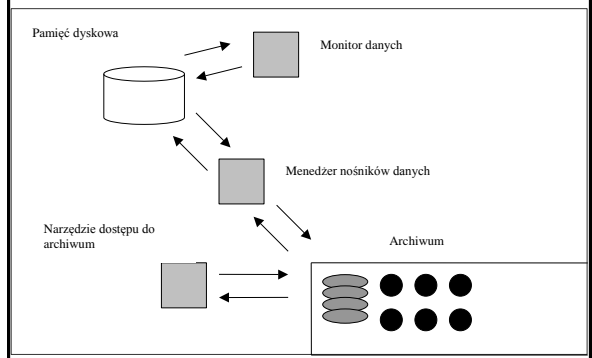 Pamięć dyskowa
Monitor danych
Menedżer nośników danych
Narzędzie dostępu do
archiwum
Archiwum